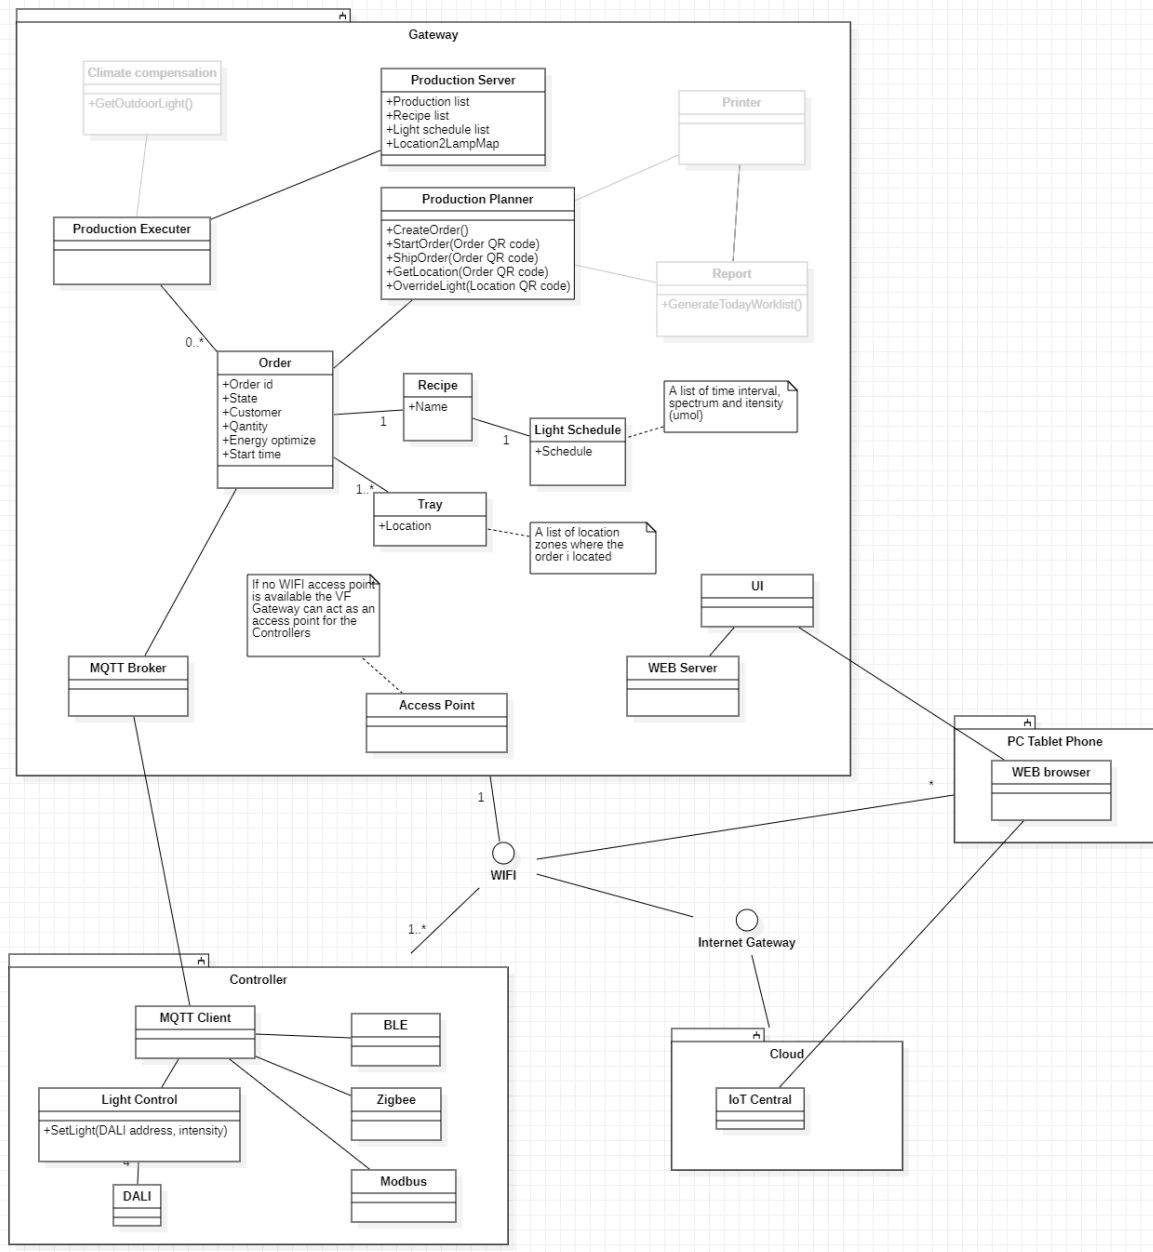 Gateway
Climate compensation
+GetOutdoorLight()
Production Server
+Production list
+Recipe list
+Light schedule list
+Location2LampMap
Printer
Production Executer
Production Planner
+CreateOrder()
+StartOrder(Order QR code)
+ShipOrder(Order QR code)
+GetLocation(Order QR code)
+OverrideLight(Location QR code)
Report
+GenerateTodayWorklist()
0..*
Order
+Order id
+State
+Customer
+Qantity
+Energy optimize
+Start time
1
Recipe
+Name
1
Light Schedule
+Schedule
A list of time interval,
spectrum and itensity
(umol)
1..*
Tray
+Location
A list of location
zones where the
order i located
If no WIFI access point
is available the VF
Gateway can act as an
access point for the
Controllers
UI
MQTT Broker
WEB Server
Access Point
PC Tablet Phone
WEB browser
1
*
WIFI
1..*
Internet Gateway
Controller
MQTT Client
BLE
Cloud
Light Control
+SetLight(DALI address, intensity)
Zigbee
IoT Central
4
DALI
Modbus